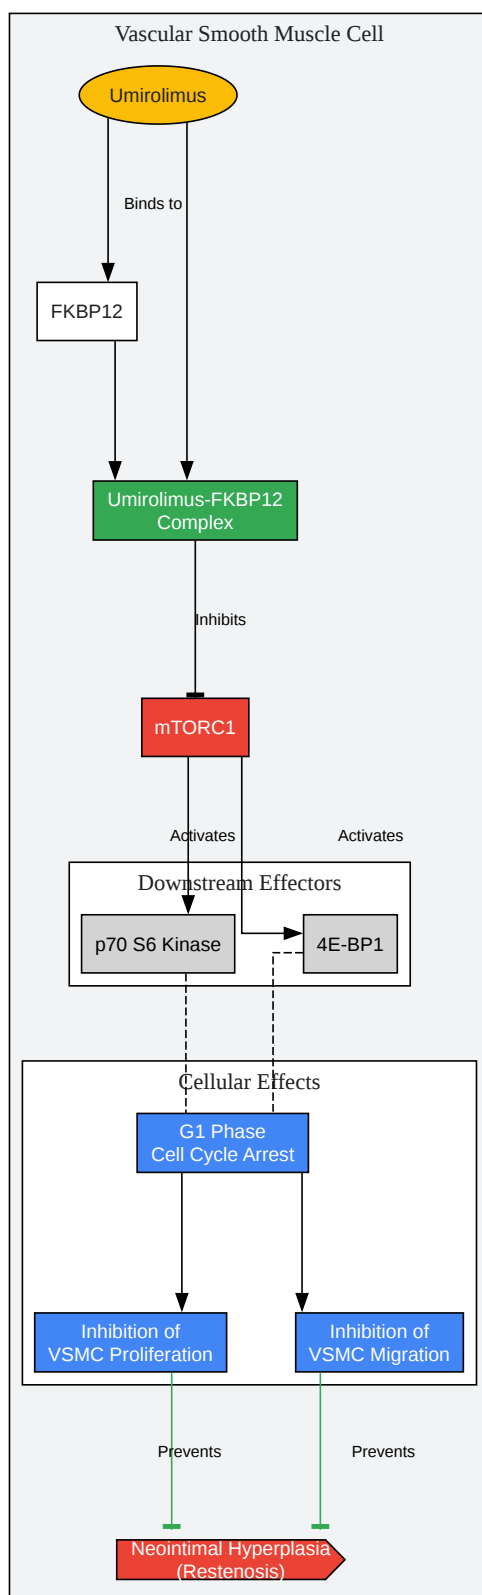 Vascular Smooth Muscle Cell
Umirolimus
Binds to
FKBP12
Umirolimus-FKBP12
Complex
Inhibits
mTORC1
Activates
Activates
Downstream Effectors
p70 S6 Kinase
4E-BP1
Cellular Effects
G1 Phase
Cell Cycle Arrest
Inhibition of
VSMC Proliferation
Inhibition of
VSMC Migration
Prevents
Prevents
Neointimal Hyperplasia
(Restenosis)